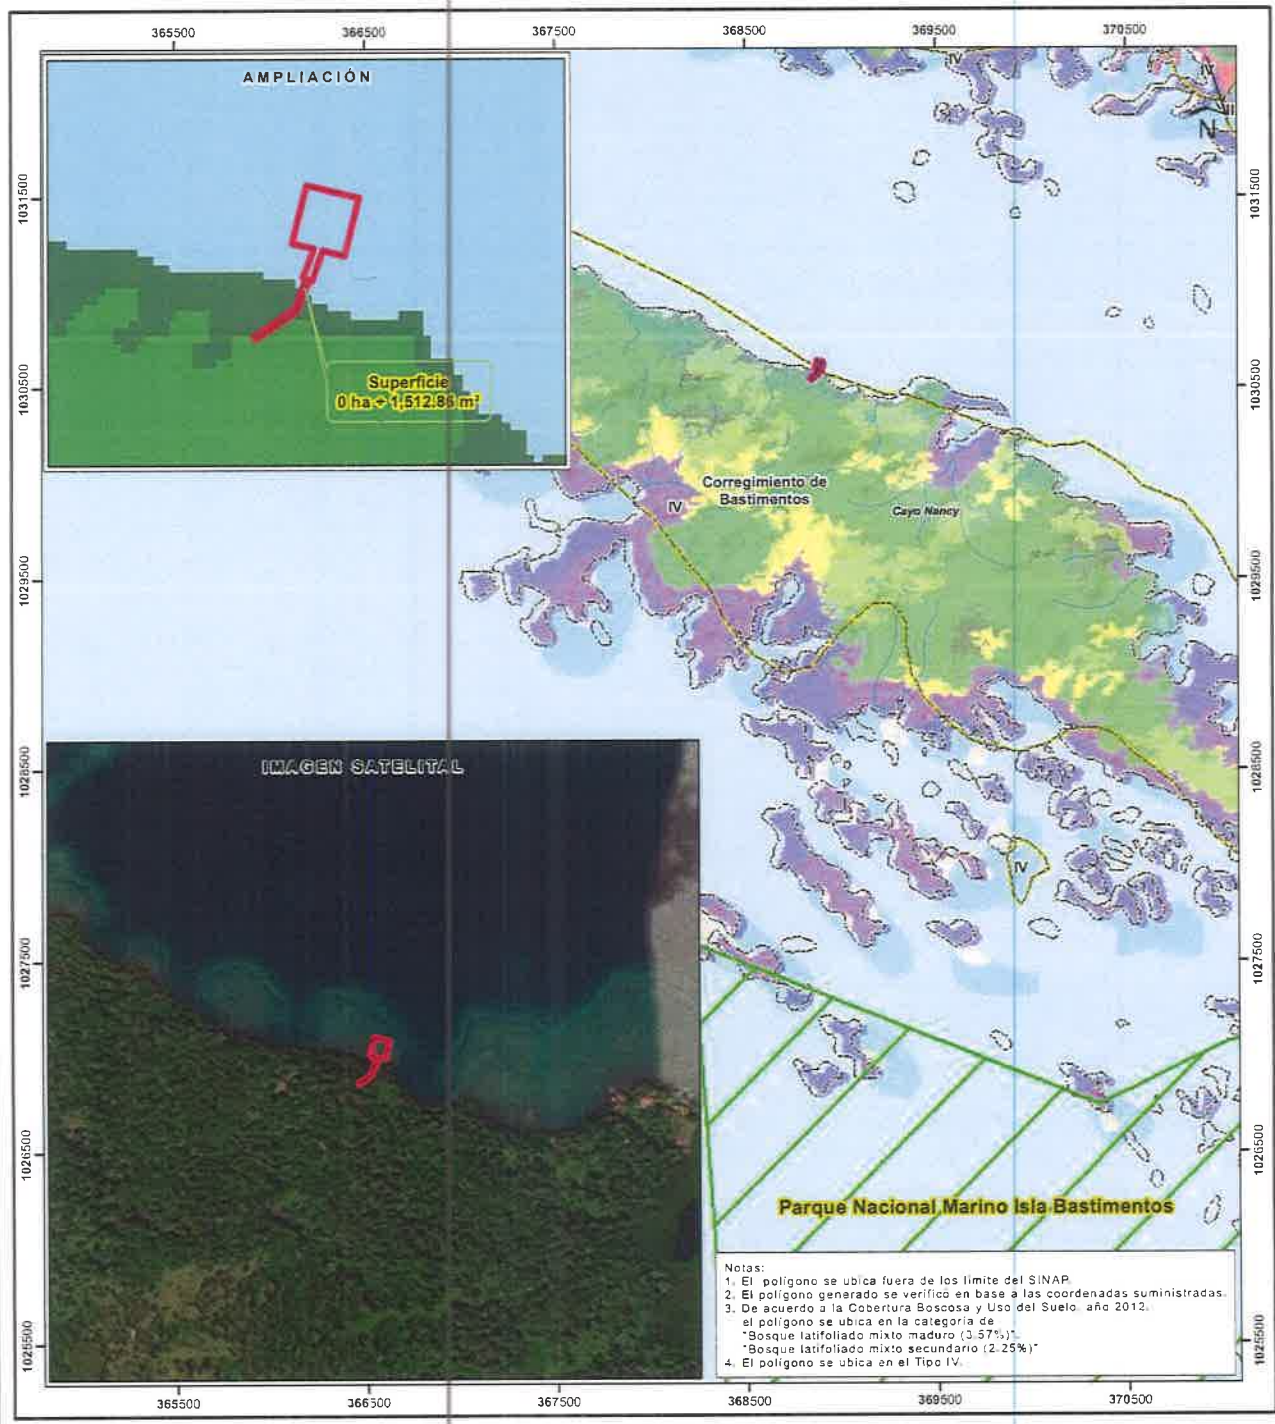 365500 366500 367500 368500 369500 370500
AMPLIACIÓN
IV
IV
III
N
1031500
1031500
Superficie
0 ha + 1,512.86 m²
1030500
1030500
Corregimiento de
Bastimentos
IV
Cayo Nancy
1029500
1029500
IMAGEN SATELITAL
1028500
1028500
IV
1027500
1027500
1026500
1026500
Parque Nacional Marino Isla Bastimentos
Notas:
1. El polígono se ubica fuera de los límite del SINAP.
2. El polígono generado se verificó en base a las coordenadas suministradas.
3. De acuerdo a la Cobertura Boscosa y Uso del Suelo, año 2012,
el polígono se ubica en la categoría de
"Bosque latifoliado mixto maduro (3.57%)",
"Bosque latifoliado mixto secundario (2.25%)"
4. El polígono se ubica en el Tipo IV.
1025500
1025500
365500 366500 367500 368500 369500 370500